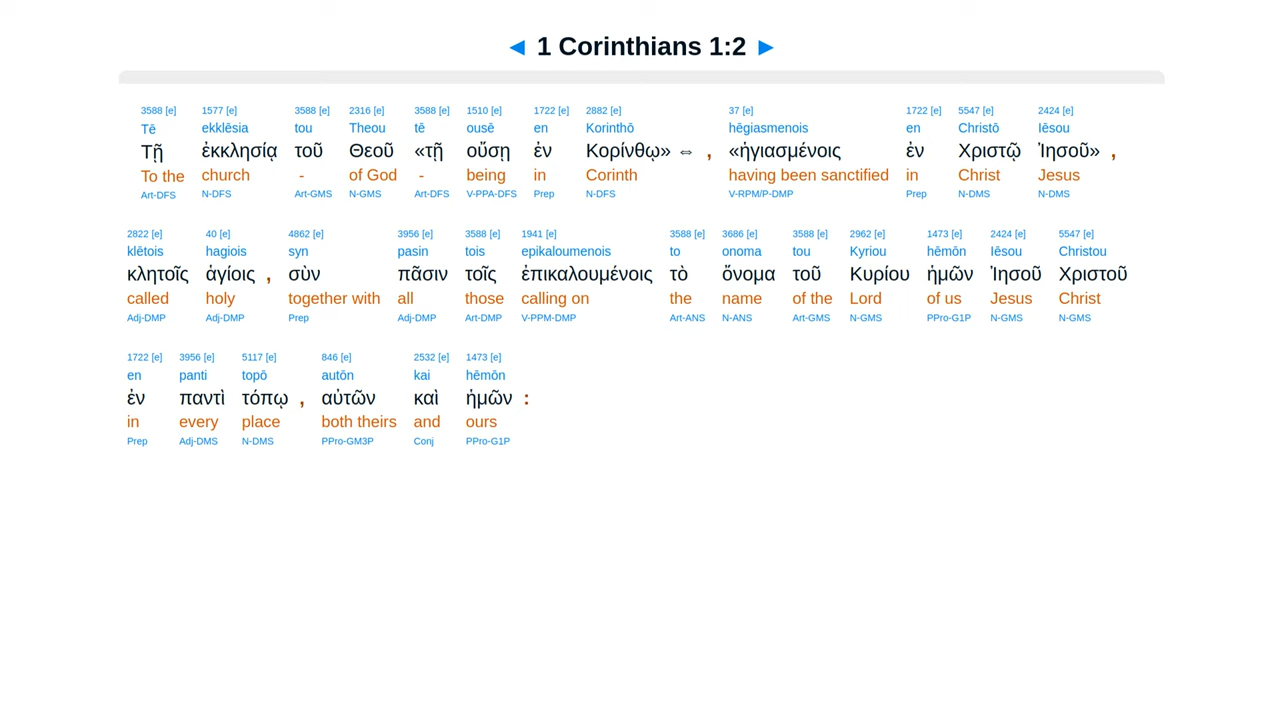 ◄ 1 Corinthians 1:2 ►
3588 [e] 1577 [e] 3588 [e] 2316 [e] 3588 [e] 1510 [e] 1722 [e] 2882 [e] 37 [e] 1722 [e] 5547 [e] 2424 [e]
Tē ekklēsia tou Theou tē ousē en Korinthō hēgiasmenois en Christō Iēsou
Τῇ ἐκκλησίᾳ τοῦ Θεοῦ «τῇ οὔσῃ ἐν Κορίνθῳ» ⇔ , «ἡγιασμένοις ἐν Χριστῷ Ἰησοῦ» ,
To the church - of God - being in Corinth having been sanctified in Christ Jesus
Art-DFS N-DFS Art-GMS N-GMS Art-DFS V-PPA-DFS Prep N-DFS V-RPM/P-DMP Prep N-DMS N-DMS
2822 [e] 40 [e] 4862 [e] 3956 [e] 3588 [e] 1941 [e] 3588 [e] 3686 [e] 3588 [e] 2962 [e] 1473 [e] 2424 [e] 5547 [e]
klētois hagiois syn pasin tois epikaloumenois to onoma tou Kyriou hēmōn Iēsou Christou
κλητοῖς ἁγίοις , σὺν πᾶσιν τοῖς ἐπικαλουμένοις τὸ ὄνομα τοῦ Κυρίου ἡμῶν Ἰησοῦ Χριστοῦ
called holy together with all those calling on the name of the Lord of us Jesus Christ
Adj-DMP Adj-DMP Prep Adj-DMP Art-DMP V-PPM-DMP Art-ANS N-ANS Art-GMS N-GMS PPro-G1P N-GMS N-GMS
1722 [e] 3956 [e] 5117 [e] 846 [e] 2532 [e] 1473 [e]
en panti topō autōn kai hēmōn
ἐν παντὶ τόπῳ , αὐτῶν καὶ ἡμῶν :
in every place both theirs and ours
Prep Adj-DMS N-DMS PPro-GM3P Conj PPro-G1P